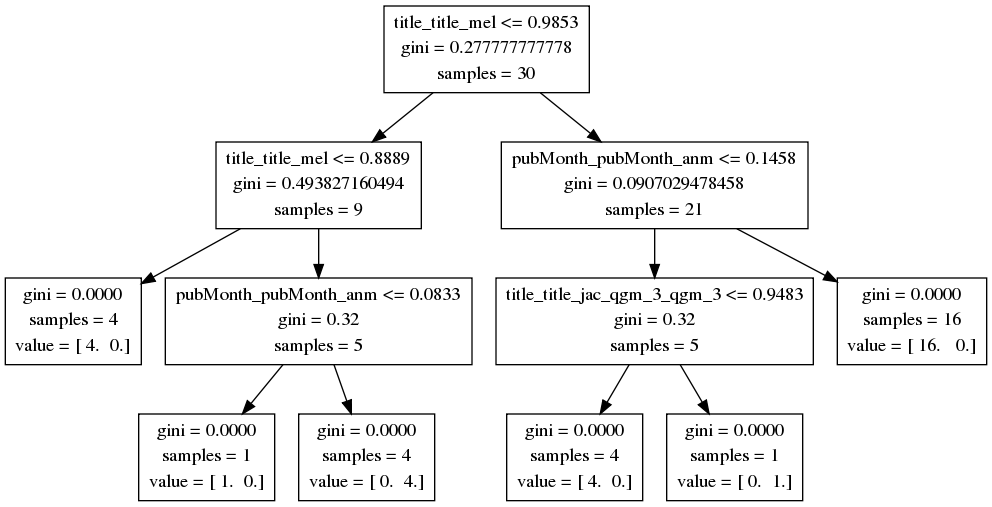 title_title_mel <= 0.9853
gini = 0.277777777778
samples = 30
title_title_mel <= 0.8889
gini = 0.493827160494
samples = 9
pubMonth_pubMonth_anm <= 0.1458
gini = 0.0907029478458
samples = 21
gini = 0.0000
samples = 4
value = [ 4.  0.]
pubMonth_pubMonth_anm <= 0.0833
gini = 0.32
samples = 5
title_title_jac_qgm_3_qgm_3 <= 0.9483
gini = 0.32
samples = 5
gini = 0.0000
samples = 16
value = [ 16.   0.]
gini = 0.0000
samples = 1
value = [ 1.  0.]
gini = 0.0000
samples = 4
value = [ 0.  4.]
gini = 0.0000
samples = 4
value = [ 4.  0.]
gini = 0.0000
samples = 1
value = [ 0.  1.]